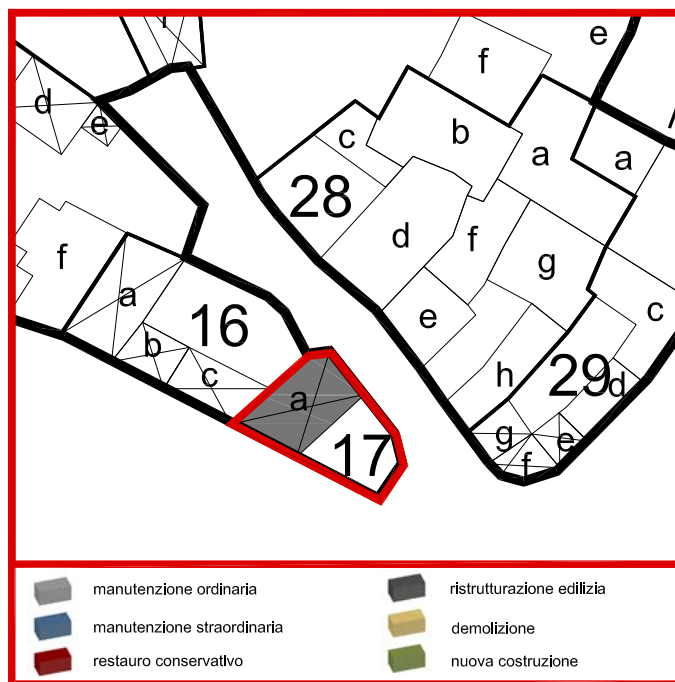 f
e
d
e
f
c
b
a
a
28
d
f
g
f
a
c
e
16
b
c
h
29
d
a
17
g
e
f
manutenzione ordinaria
ristrutturazione edilizia
manutenzione straordinaria
demolizione
restauro conservativo
nuova costruzione